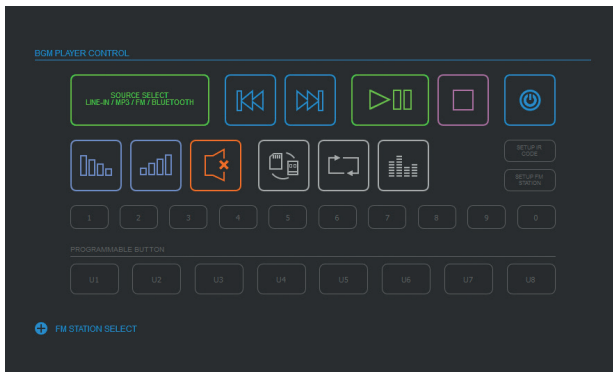 BGM PLAYER CONTROL
SOURCE SELECT
LINE-IN / MP3 / FM / BLUETOOTH
SETUP IR
CODE
SETUP FM
STATION
1 2 3 4 5 6 7 8 9 0
PROGRAMMABLE BUTTON
U1 U2 U3 U4 U5 U6 U7 U8
FM STATION SELECT